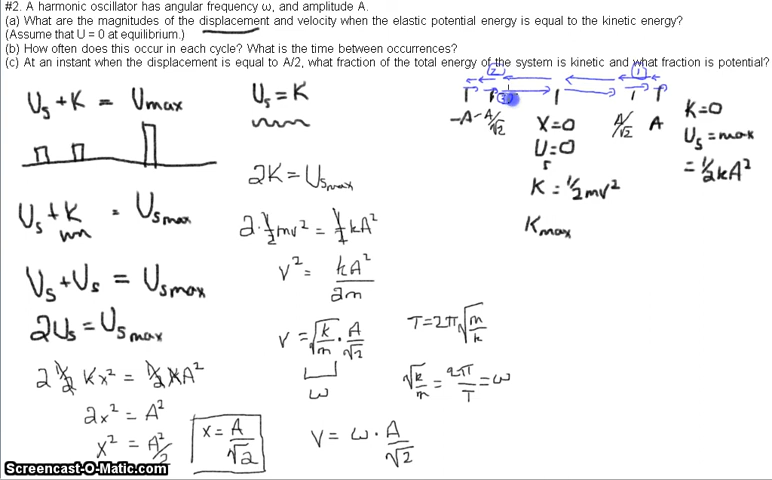 #2. A harmonic oscillator has angular frequency ω, and amplitude A.
(a) What are the magnitudes of the displacement and velocity when the elastic potential energy is equal to the kinetic energy?
(Assume that U = 0 at equilibrium.)
(b) How often does this occur in each cycle? What is the time between occurrences?
(c) At an instant when the displacement is equal to A/2, what fraction of the total energy of the system is kinetic and what fraction is potential?
Us + K = Umax
Us + K = Usmax
Us + Us = Usmax
2Us = Usmax
2 ½ Kx² = ½ kA²
2x² = A²
x² = A²/2
x = A/√2
Us = K
2K = Usmax
2·½mv² = ½kA²
v² = kA²/2m
v = √k/m · A/√2
ω
v = ω · A/√2
T = 2π√m/k
√k/m = 2π/T = ω
(2) (1)
(3)
-A -A/√2 X=0 A/√2 A
U=0
K = ½mv²
Kmax
K=0
Us = max
= ½kA²
Screencast-O-Matic.com